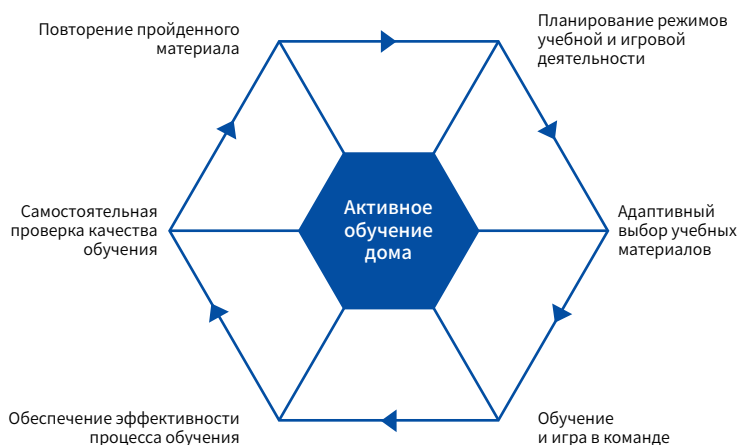 Повторение пройденного
материала
Планирование режимов
учебной и игровой
деятельности
Самостоятельная
проверка качества
обучения
Активное
обучение
дома
Адаптивный
выбор учебных
материалов
Обеспечение эффективности
процесса обучения
Обучение
и игра в команде